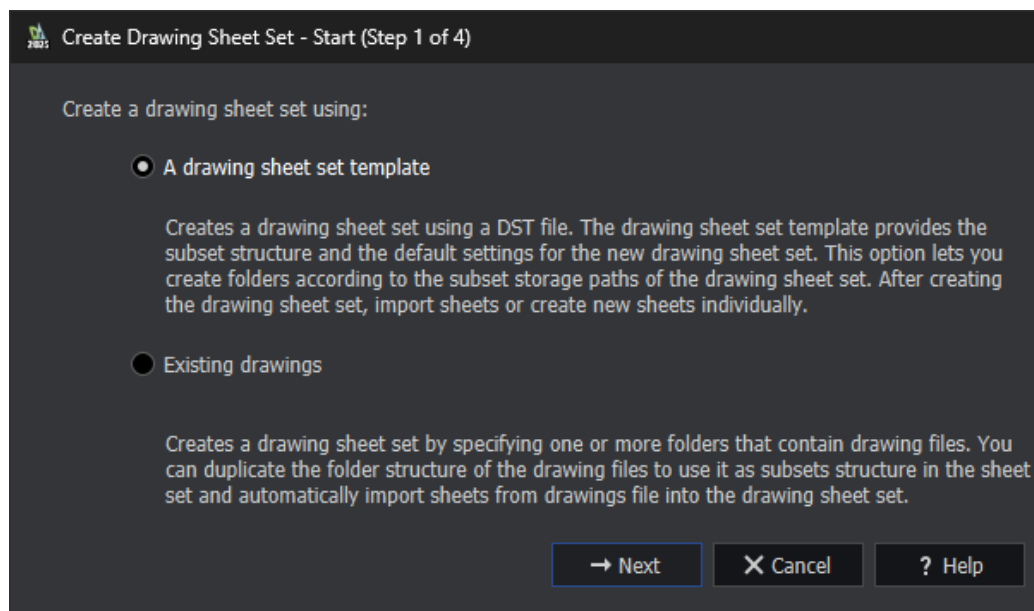 2025
Create Drawing Sheet Set - Start (Step 1 of 4)
Create a drawing sheet set using:
A drawing sheet set template
Creates a drawing sheet set using a DST file. The drawing sheet set template provides the
subset structure and the default settings for the new drawing sheet set. This option lets you
create folders according to the subset storage paths of the drawing sheet set. After creating
the drawing sheet set, import sheets or create new sheets individually.
Existing drawings
Creates a drawing sheet set by specifying one or more folders that contain drawing files. You
can duplicate the folder structure of the drawing files to use it as subsets structure in the sheet
set and automatically import sheets from drawings file into the drawing sheet set.
→ Next
X Cancel
? Help